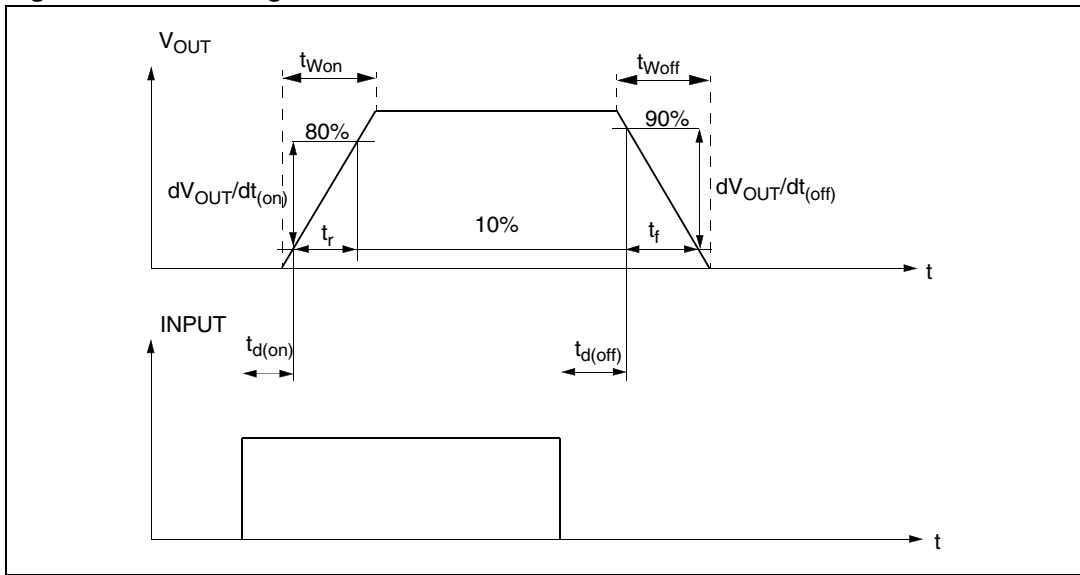 V_OUT
t_Won
t_Woff
80%
90%
dV_OUT/dt_(on)
dV_OUT/dt_(off)
t_r
10%
t_f
t
INPUT
t_d(on)
t_d(off)
t